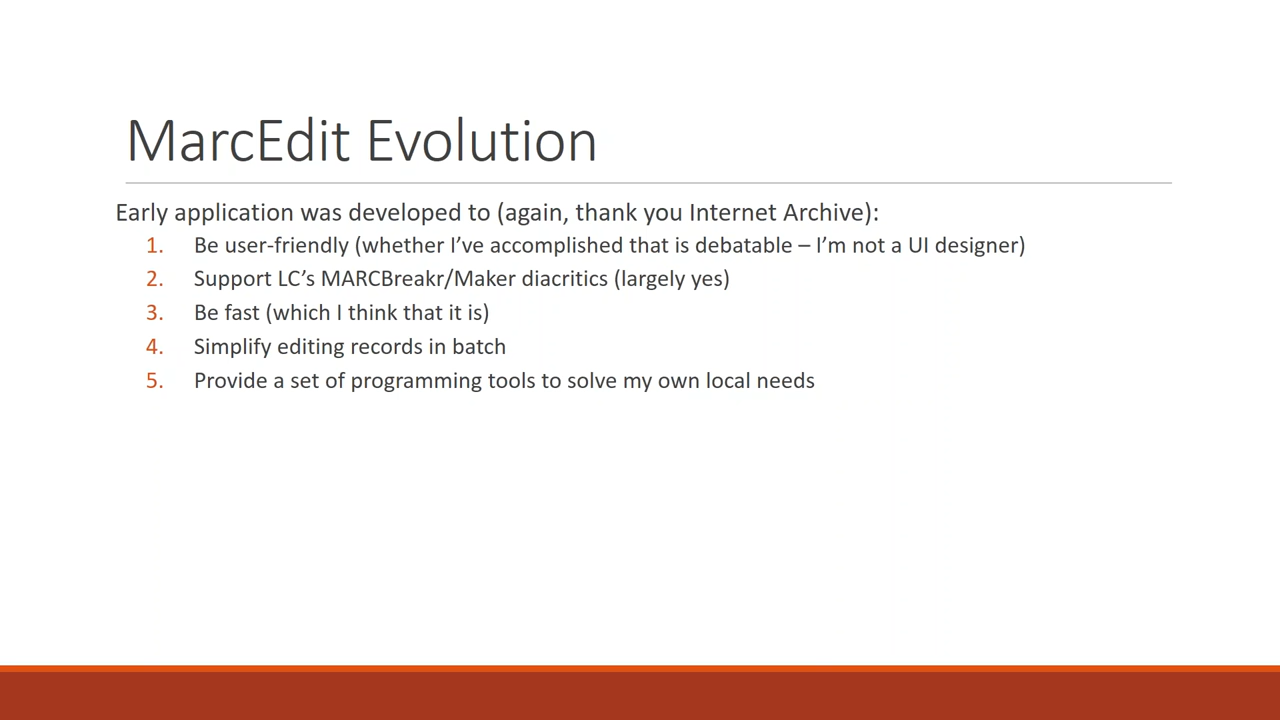 MarcEdit Evolution
Early application was developed to (again, thank you Internet Archive):
1. Be user-friendly (whether I’ve accomplished that is debatable – I’m not a UI designer)
2. Support LC’s MARCBreakr/Maker diacritics (largely yes)
3. Be fast (which I think that it is)
4. Simplify editing records in batch
5. Provide a set of programming tools to solve my own local needs